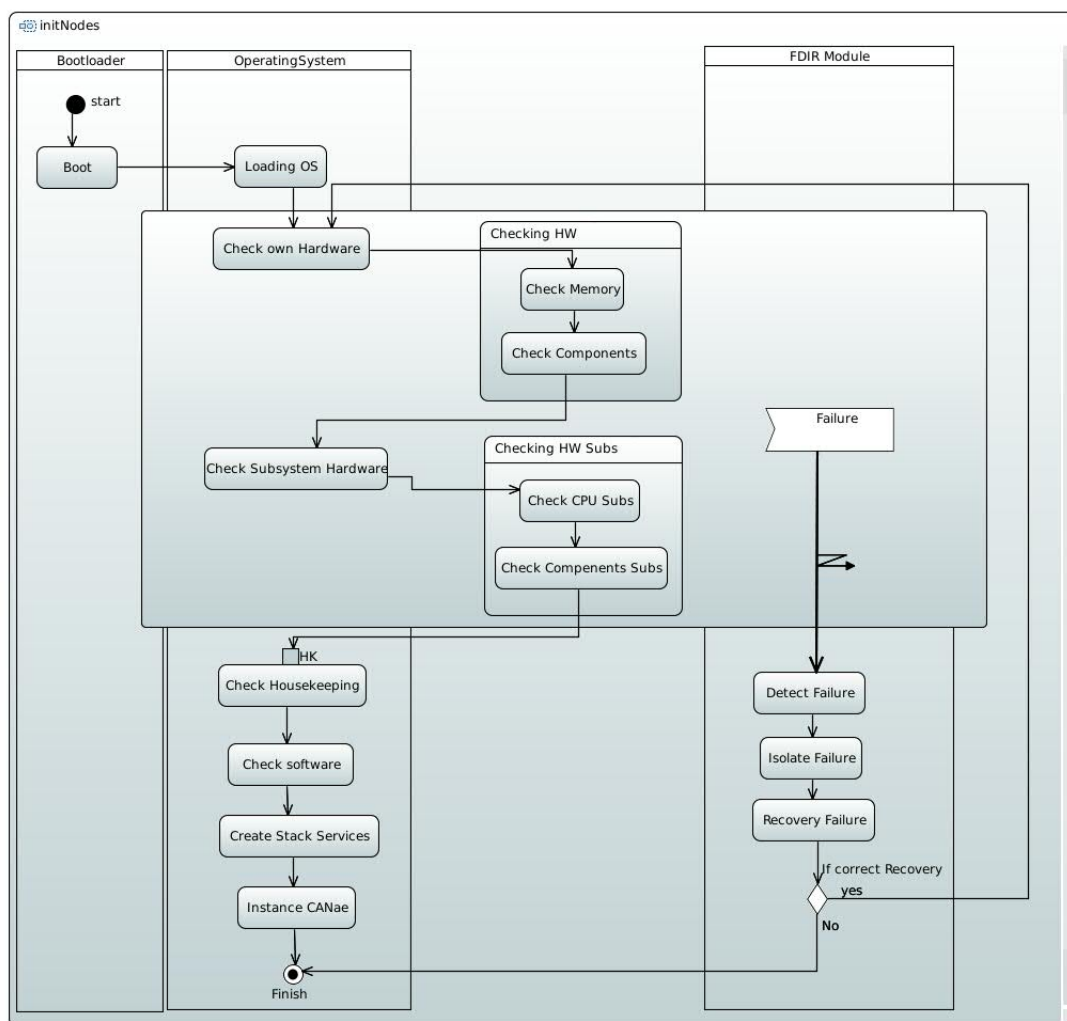 initNodes
Bootloader
OperatingSystem
FDIR Module
start
Boot
Loading OS
Check own Hardware
Checking HW
Check Memory
Check Components
Failure
Check Subsystem Hardware
Checking HW Subs
Check CPU Subs
Check Compenents Subs
HK
Check Housekeeping
Detect Failure
Check software
Isolate Failure
Create Stack Services
Recovery Failure
If correct Recovery
yes
Instance CANae
No
Finish